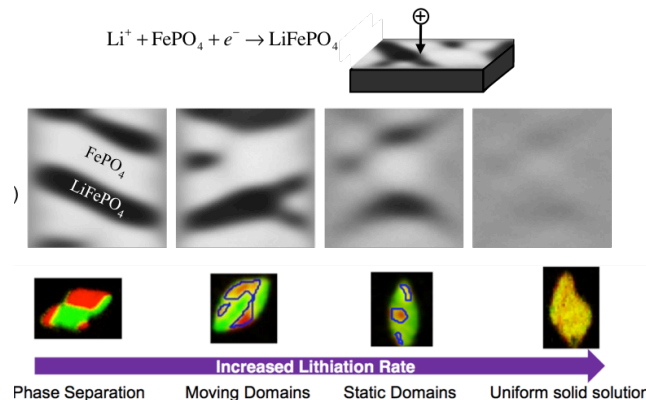 Li⁺ + FePO₄ + e⁻ → LiFePO₄
⊕
FePO₄
LiFePO₄
)
Increased Lithiation Rate
Phase Separation Moving Domains Static Domains Uniform solid solution